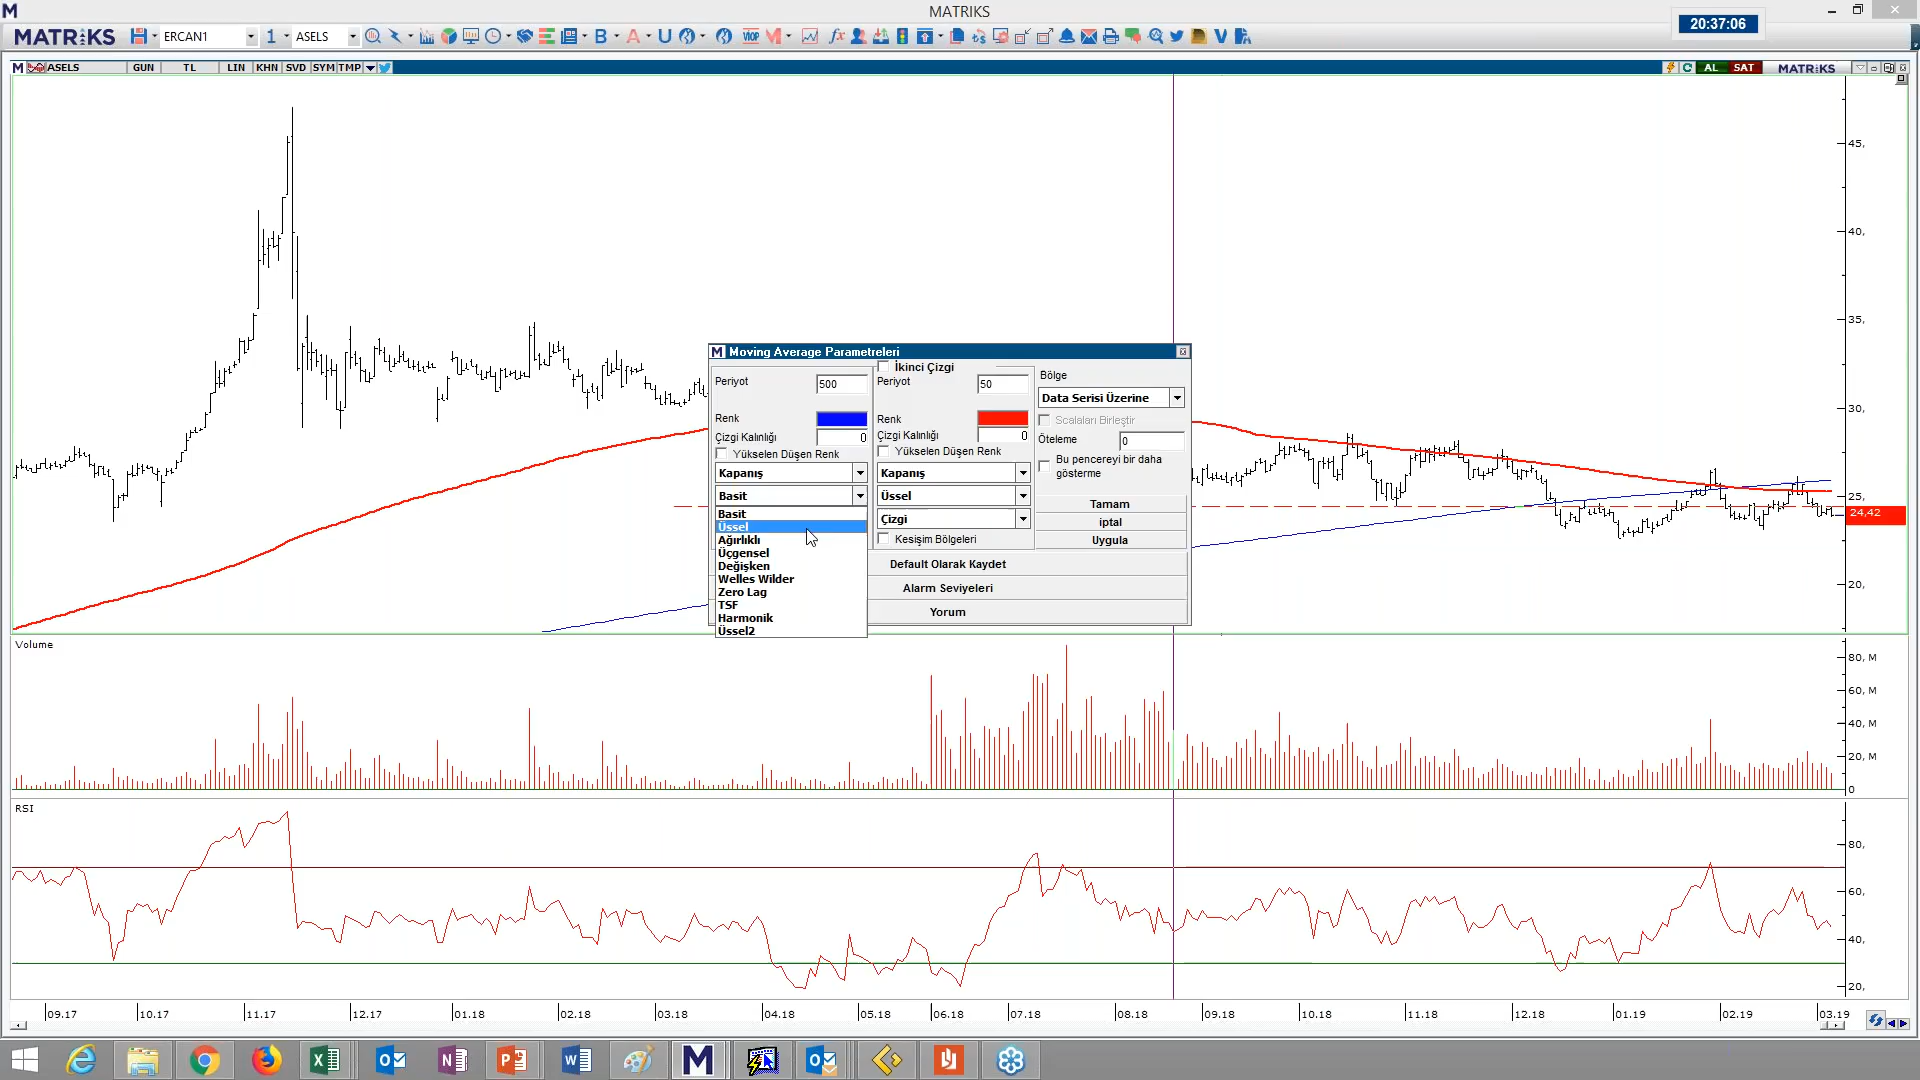 MATRIKS
20:37:06
MATRiKS ERCAN1 1 ASELS B A U VIOP fx V
M ASELS GUN TL LIN KHN SVD SYM TMP AL SAT MATRiKS
45,
40,
35,
30,
25,
24,42
20,
M Moving Average Parametreleri
Periyot 500
Renk
Çizgi Kalınlığı 0
Yükselen Düşen Renk
Kapanış
Basit
Basit
Üssel
Ağırlıklı
Üçgensel
Değişken
Welles Wilder
Zero Lag
TSF
Harmonik
Üssel2
İkinci Çizgi
Periyot 50
Renk
Çizgi Kalınlığı 0
Yükselen Düşen Renk
Kapanış
Üssel
Çizgi
Kesişim Bölgeleri
Bölge
Data Serisi Üzerine
Scalaları Birleştir
Öteleme 0
Bu pencereyi bir daha
gösterme
Tamam
iptal
Uygula
Default Olarak Kaydet
Alarm Seviyeleri
Yorum
Volume
80, M
60, M
40, M
20, M
0
RSI
80,
60,
40,
20,
09.17 10.17 11.17 12.17 01.18 02.18 03.18 04.18 05.18 06.18 07.18 08.18 09.18 10.18 11.18 12.18 01.19 02.19 03.19